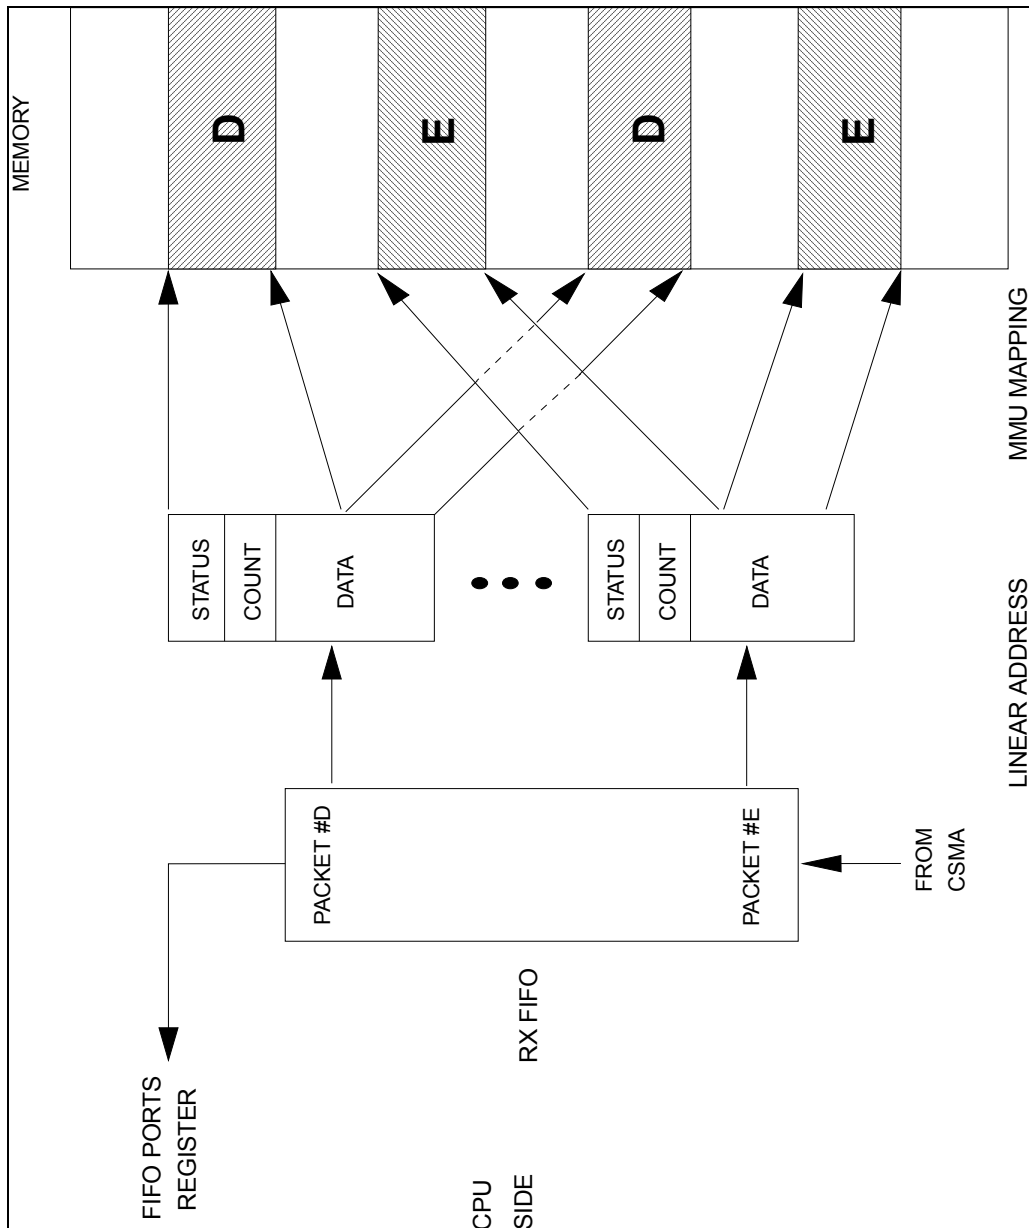 MEMORY
FIFO PORTS
REGISTER
STATUS
COUNT
D
PACKET #D
DATA
E
CPU
SIDE
RX FIFO
STATUS
COUNT
D
PACKET #E
DATA
E
FROM
CSMA
LINEAR ADDRESS
MMU MAPPING